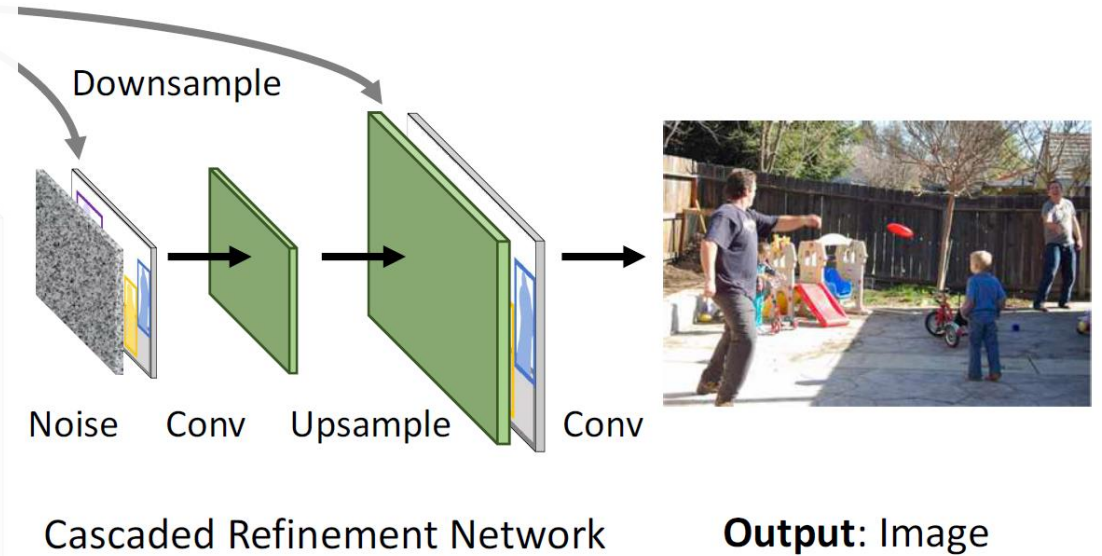 Downsample
Noise Conv Upsample Conv
Cascaded Refinement Network
Output: Image